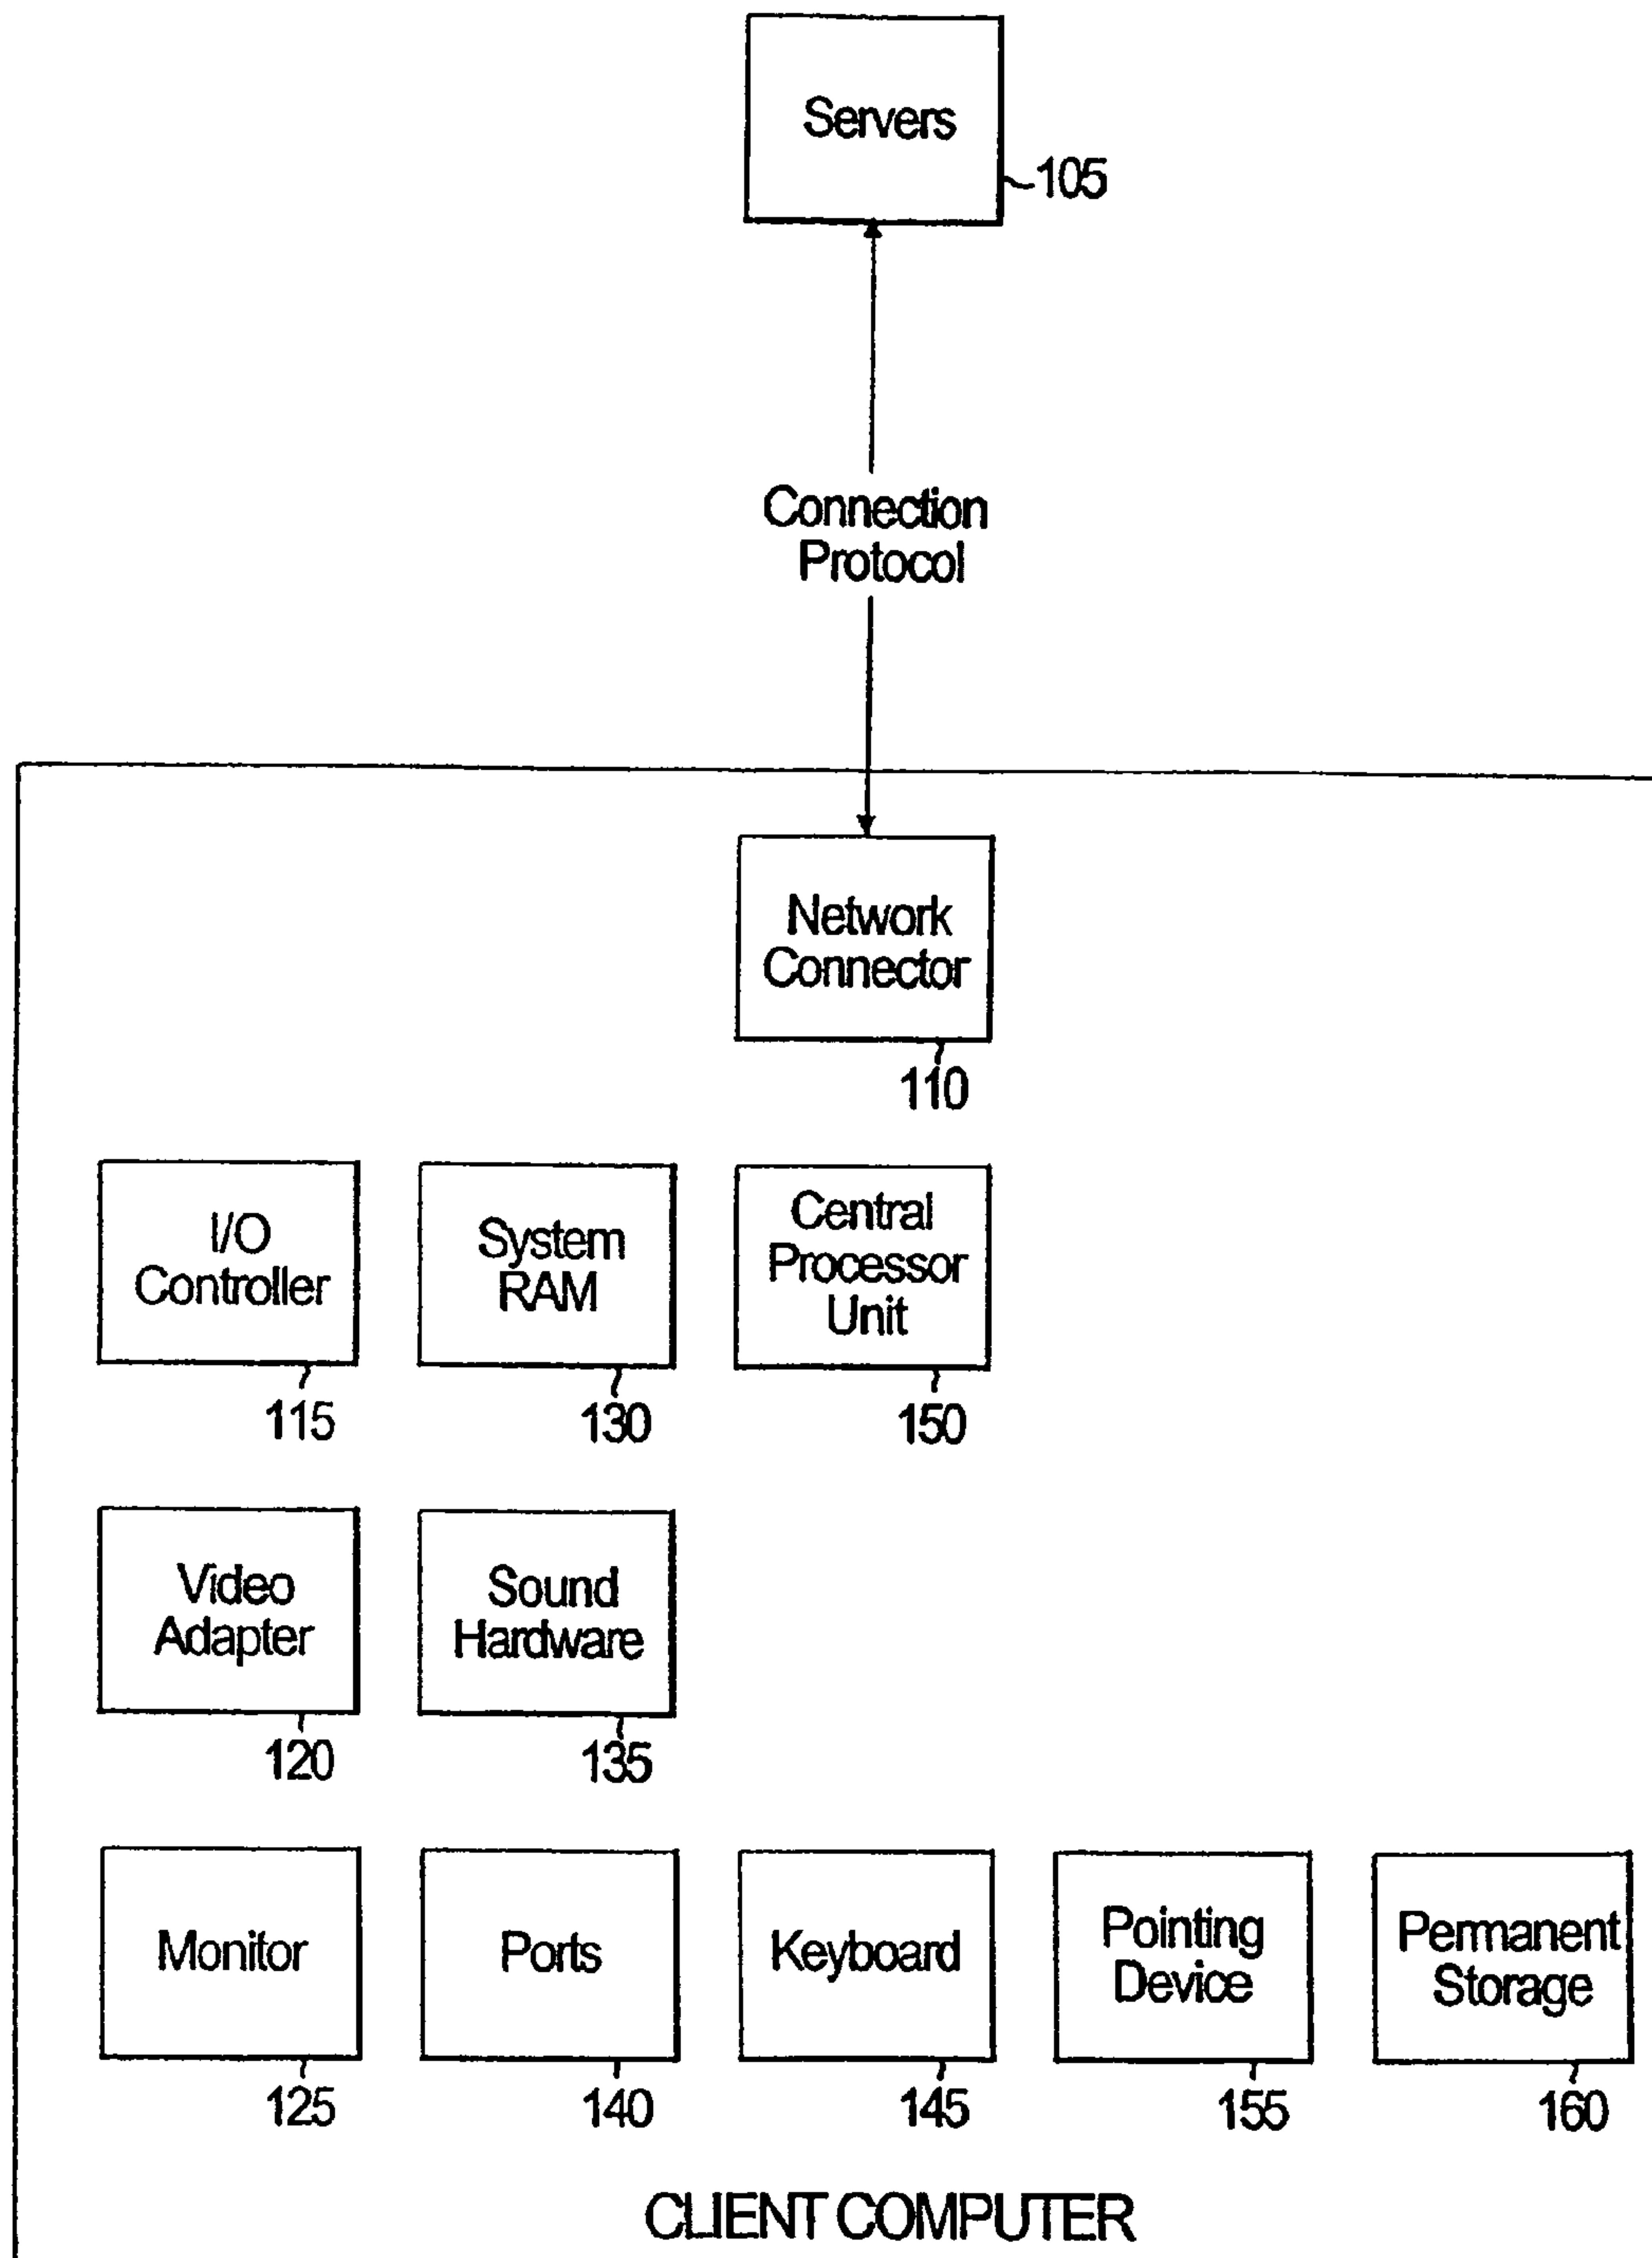 Servers
105
Connection
Protocol
Network
Connector
110
I/O
Controller
115
System
RAM
130
Central
Processor
Unit
150
Video
Adapter
120
Sound
Hardware
135
Monitor
125
Ports
140
Keyboard
145
Pointing
Device
155
Permanent
Storage
160
CLIENT COMPUTER